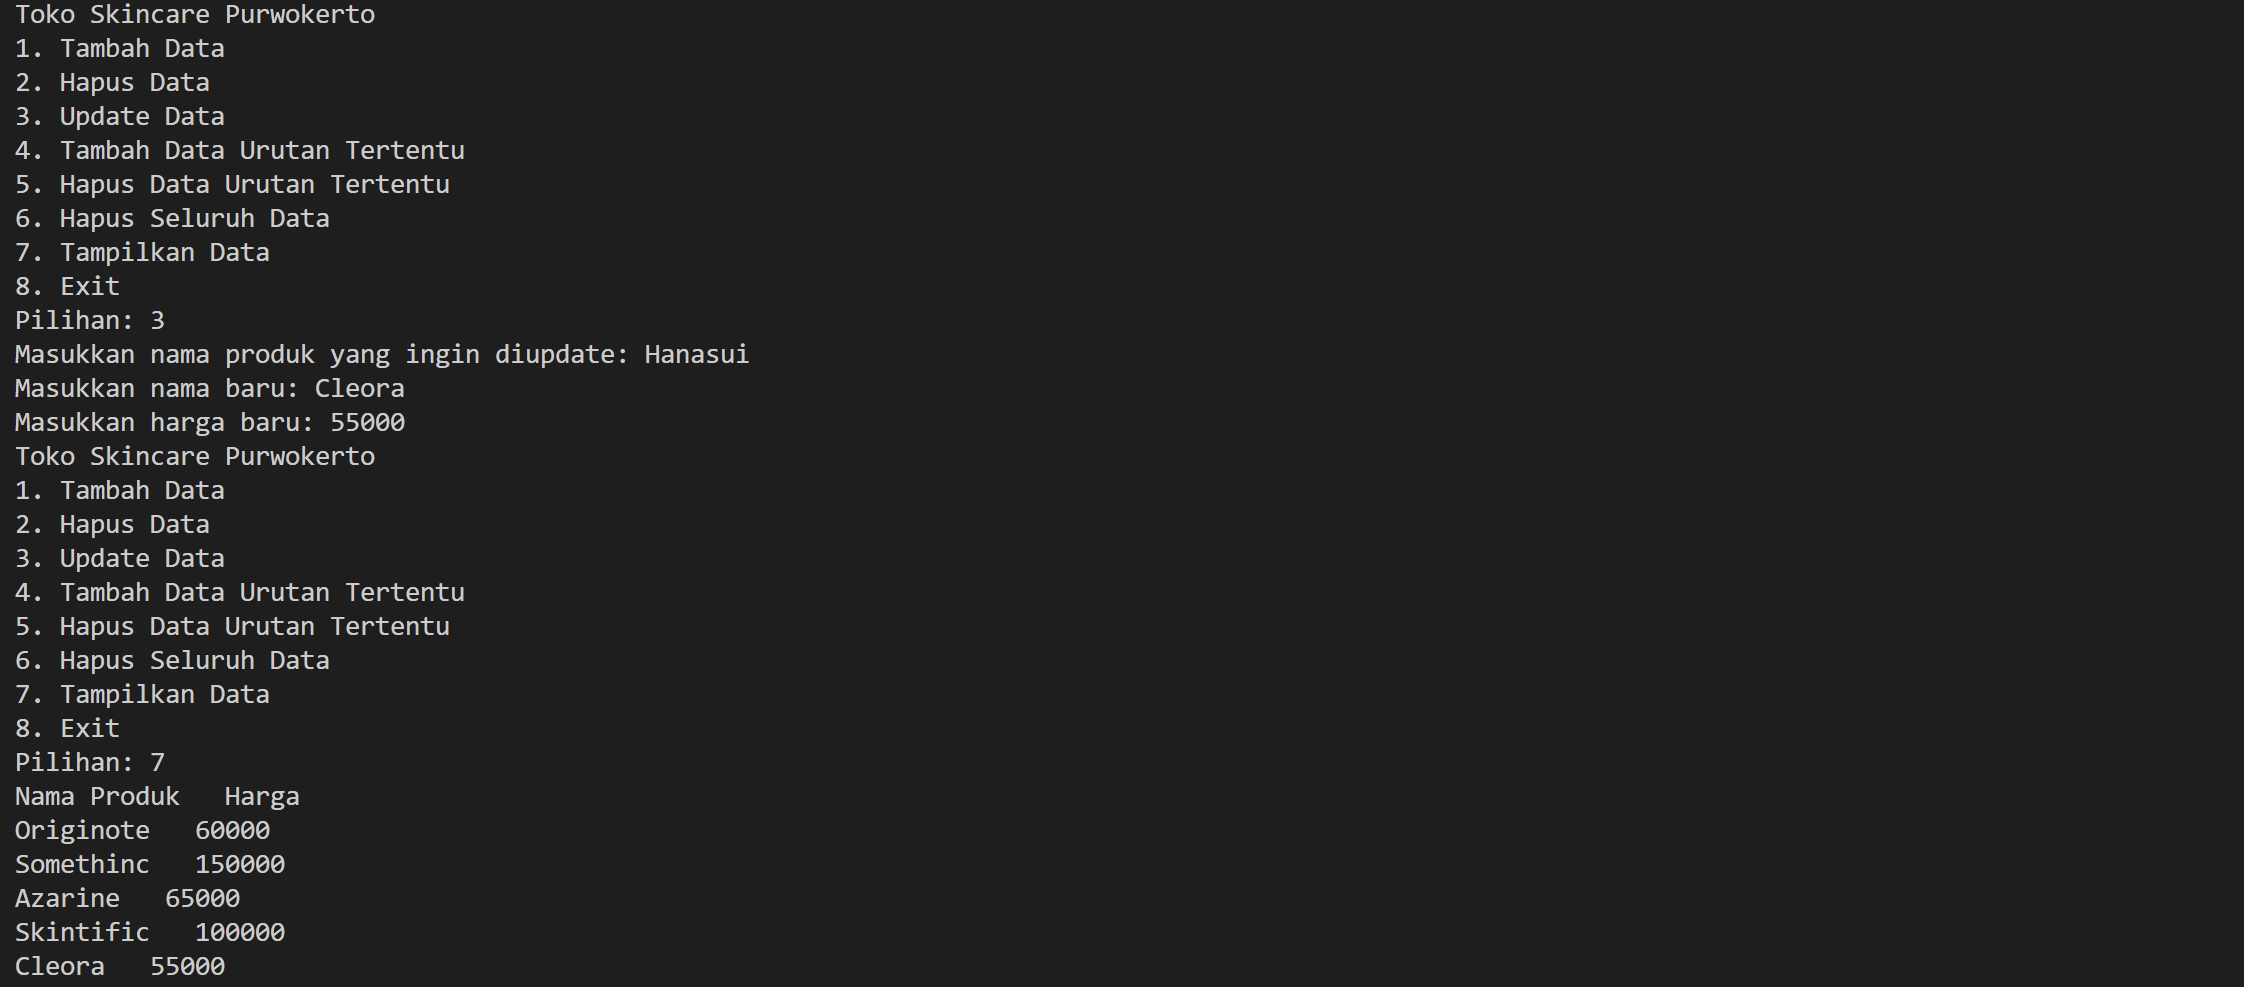 Toko Skincare Purwokerto
1. Tambah Data
2. Hapus Data
3. Update Data
4. Tambah Data Urutan Tertentu
5. Hapus Data Urutan Tertentu
6. Hapus Seluruh Data
7. Tampilkan Data
8. Exit
Pilihan: 3
Masukkan nama produk yang ingin diupdate: Hanasui
Masukkan nama baru: Cleora
Masukkan harga baru: 55000
Toko Skincare Purwokerto
1. Tambah Data
2. Hapus Data
3. Update Data
4. Tambah Data Urutan Tertentu
5. Hapus Data Urutan Tertentu
6. Hapus Seluruh Data
7. Tampilkan Data
8. Exit
Pilihan: 7
Nama Produk   Harga
Originote   60000
Somethinc   150000
Azarine   65000
Skintific   100000
Cleora   55000